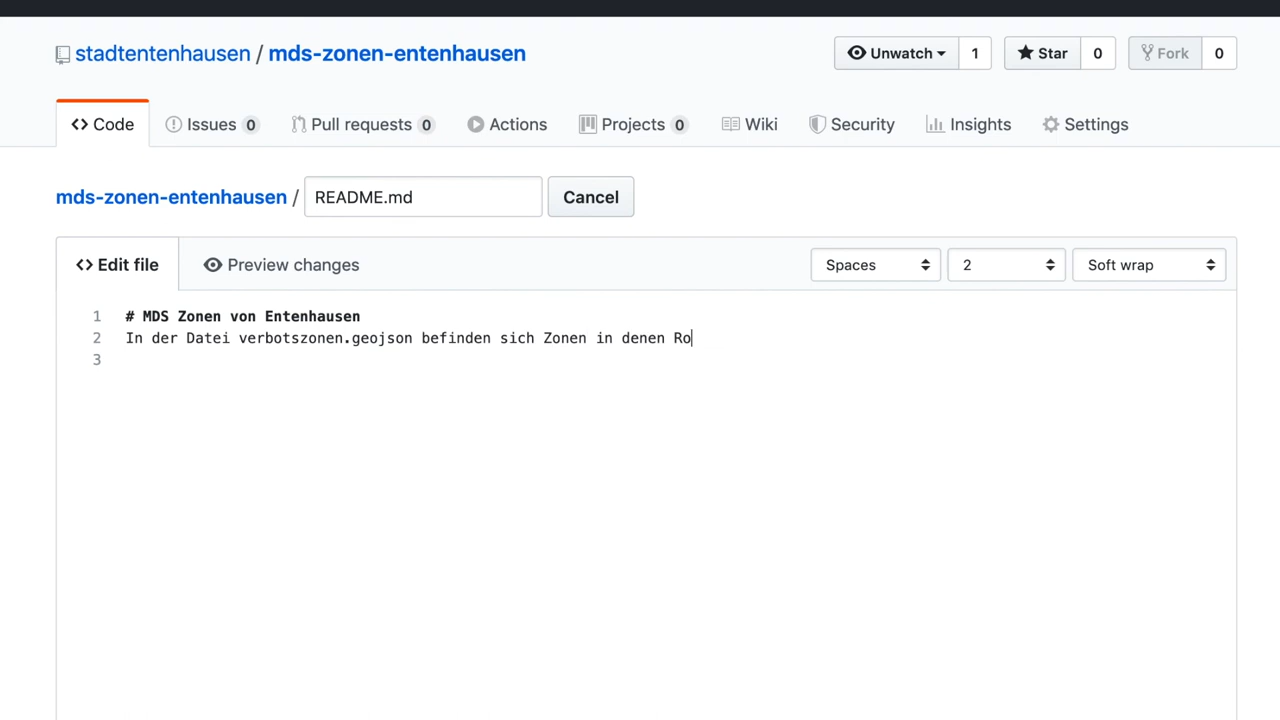 stadtentenhausen / mds-zonen-entenhausen
Unwatch 1 Star 0 Fork 0
Code Issues 0 Pull requests 0 Actions Projects 0 Wiki Security Insights Settings
mds-zonen-entenhausen / README.md Cancel
Edit file Preview changes Spaces 2 Soft wrap
1 # MDS Zonen von Entenhausen
2 In der Datei verbotszonen.geojson befinden sich Zonen in denen Ro
3